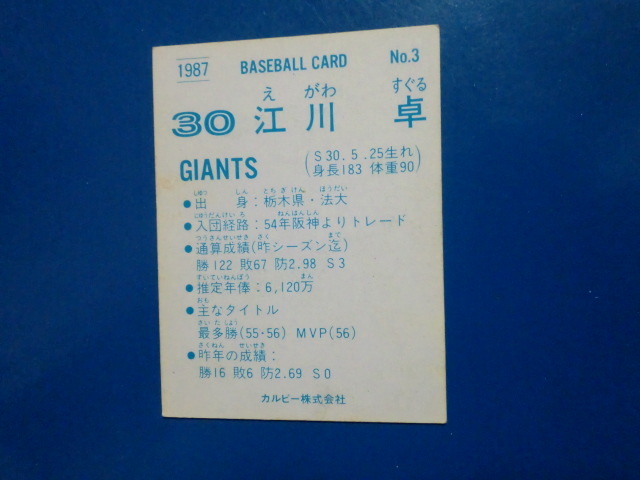 1987 BASEBALL CARD No.3
え がわ すぐる
30 江川 卓
GIANTS (S30.5.25生れ
身長183 体重90)
しゅっ しん とちぎけん ほうだい
●出 身:栃木県・法大
にゅうだんけいろ ねんはんしん
●入団経路:54年阪神よりトレード
つうさんせいせき さく まで
●通算成績(昨シーズン迄)
勝122 敗67 防2.98 S3
すいていねんぽう まん
●推定年俸:6,120万
おも
●主なタイトル
さいたしょう
最多勝(55・56) MVP(56)
さくねん せいせき
●昨年の成績:
勝16 敗6 防2.69 S0
カルビー株式会社